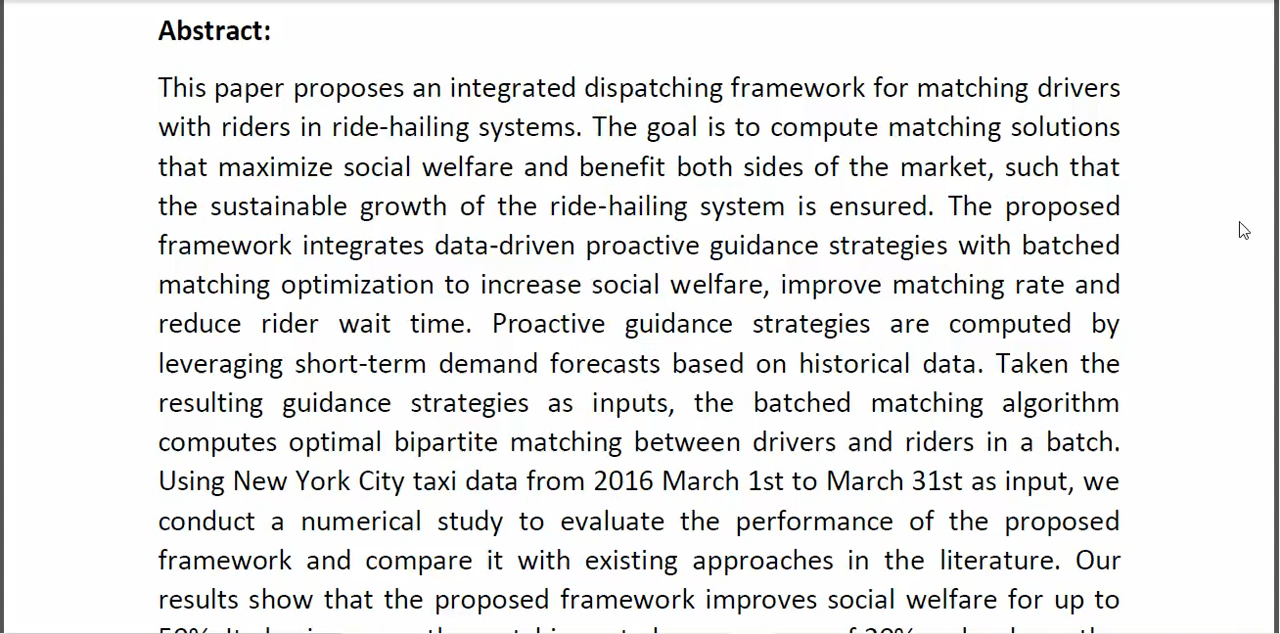 Abstract:
This paper proposes an integrated dispatching framework for matching drivers
with riders in ride-hailing systems. The goal is to compute matching solutions
that maximize social welfare and benefit both sides of the market, such that
the sustainable growth of the ride-hailing system is ensured. The proposed
framework integrates data-driven proactive guidance strategies with batched
matching optimization to increase social welfare, improve matching rate and
reduce rider wait time. Proactive guidance strategies are computed by
leveraging short-term demand forecasts based on historical data. Taken the
resulting guidance strategies as inputs, the batched matching algorithm
computes optimal bipartite matching between drivers and riders in a batch.
Using New York City taxi data from 2016 March 1st to March 31st as input, we
conduct a numerical study to evaluate the performance of the proposed
framework and compare it with existing approaches in the literature. Our
results show that the proposed framework improves social welfare for up to